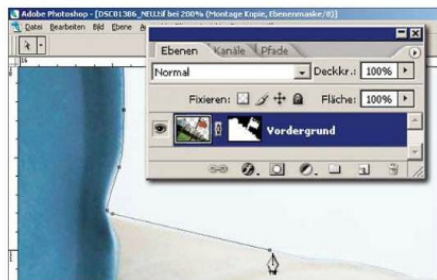 Adobe Photoshop - [DSC01386_NEU.tif bei 200% (Montage Kopie, Ebenenmaske/8)]
Datei Bearbeiten Bild Ebene
Ebenen Kanäle Pfade
Normal Deckkr.: 100%
Fixieren: Fläche: 100%
Vordergrund